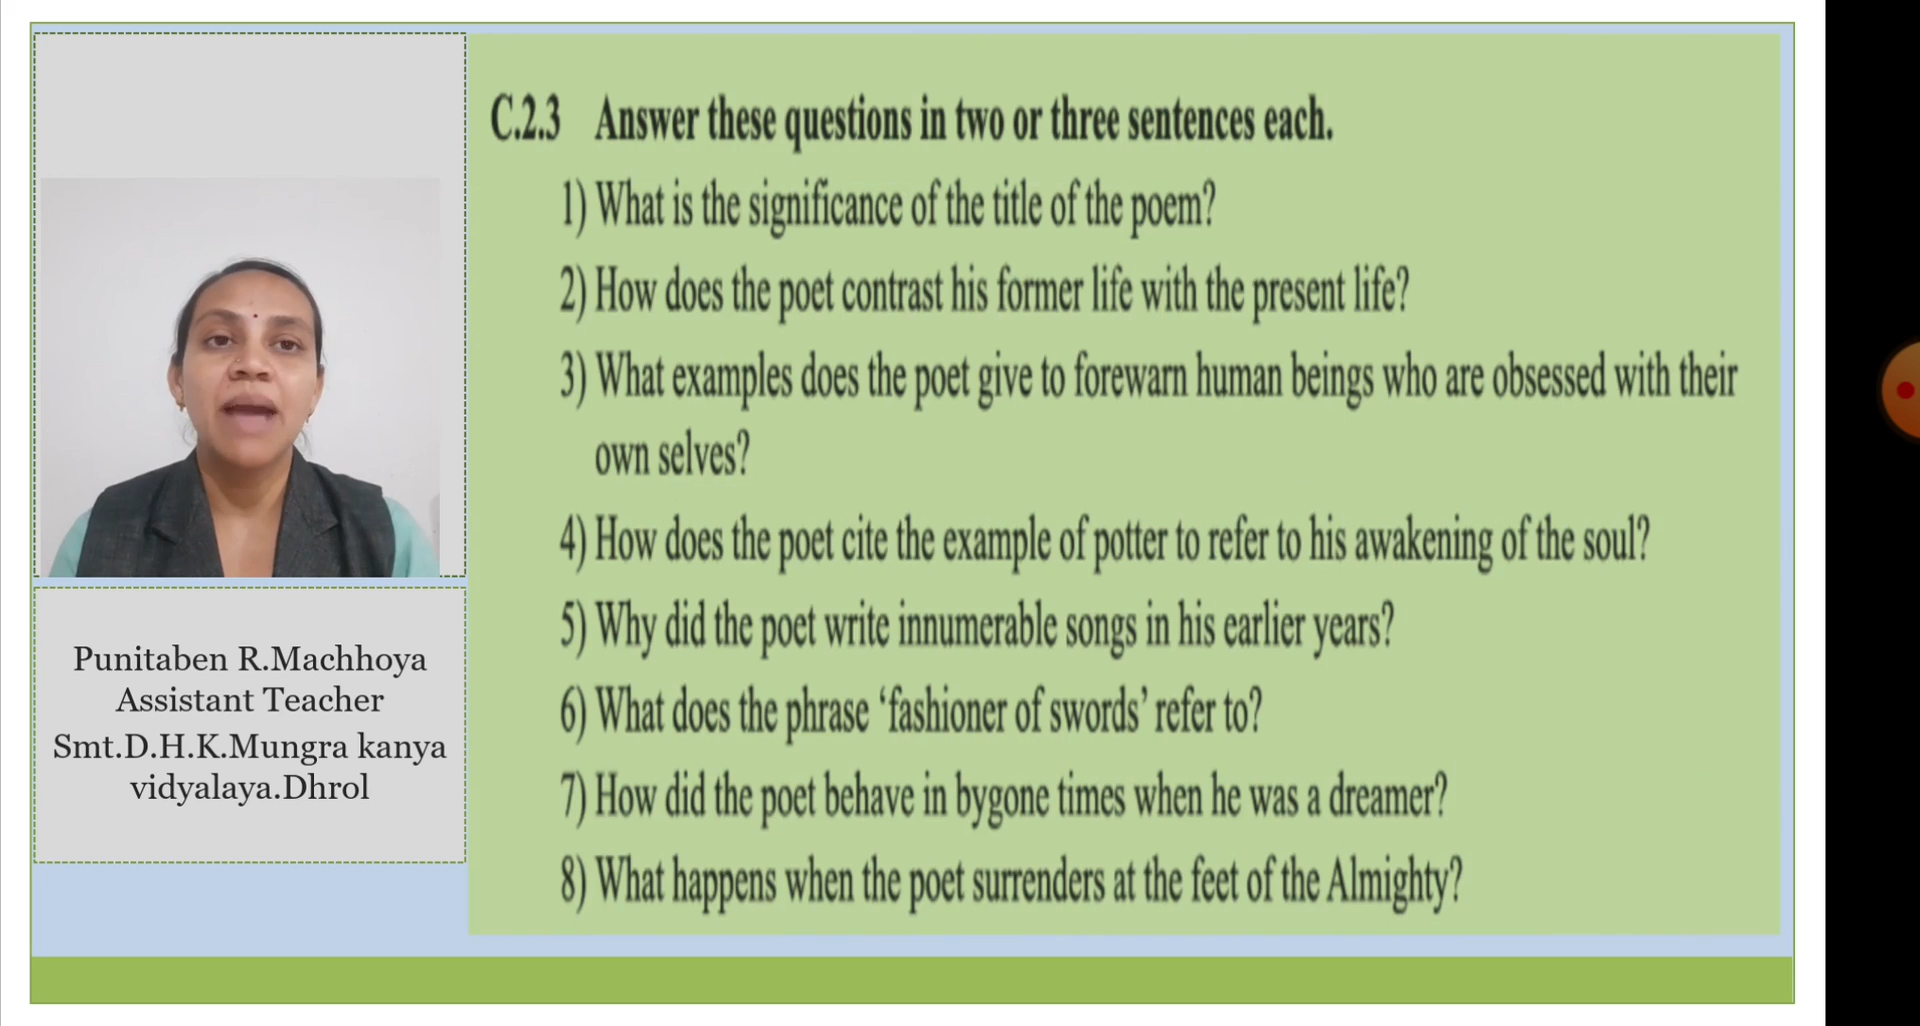 C.2.3 Answer these questions in two or three sentences each.
1) What is the significance of the title of the poem?
2) How does the poet contrast his former life with the present life?
3) What examples does the poet give to forewarn human beings who are obsessed with their
own selves?
4) How does the poet cite the example of potter to refer to his awakening of the soul?
5) Why did the poet write innumerable songs in his earlier years?
6) What does the phrase ‘fashioner of swords’ refer to?
7) How did the poet behave in bygone times when he was a dreamer?
8) What happens when the poet surrenders at the feet of the Almighty?
Punitaben R.Machhoya
Assistant Teacher
Smt.D.H.K.Mungra kanya
vidyalaya.Dhrol